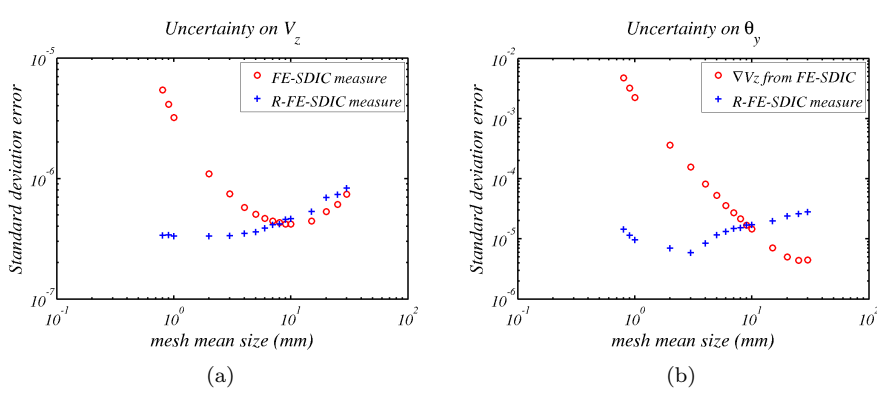 Uncertainty on V_z
Standard deviation error
10^-5
10^-6
10^-7
FE-SDIC measure
R-FE-SDIC measure
10^-1
10^0
10^1
10^2
mesh mean size (mm)
(a)
Uncertainty on θ_y
Standard deviation error
10^-2
10^-3
10^-4
10^-5
10^-6
∇Vz from FE-SDIC
R-FE-SDIC measure
10^-1
10^0
10^1
10^2
mesh mean size (mm)
(b)